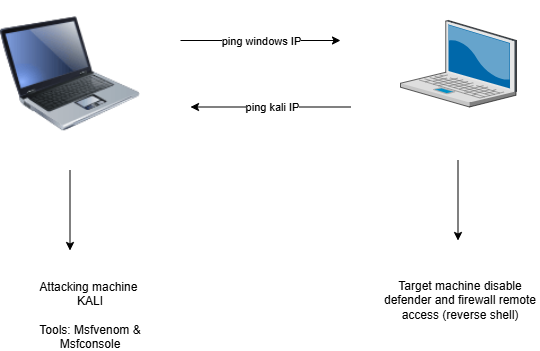 ping windows IP
ping kali IP
Attacking machine
KALI
Tools: Msfvenom &
Msfconsole
Target machine disable
defender and firewall remote
access (reverse shell)